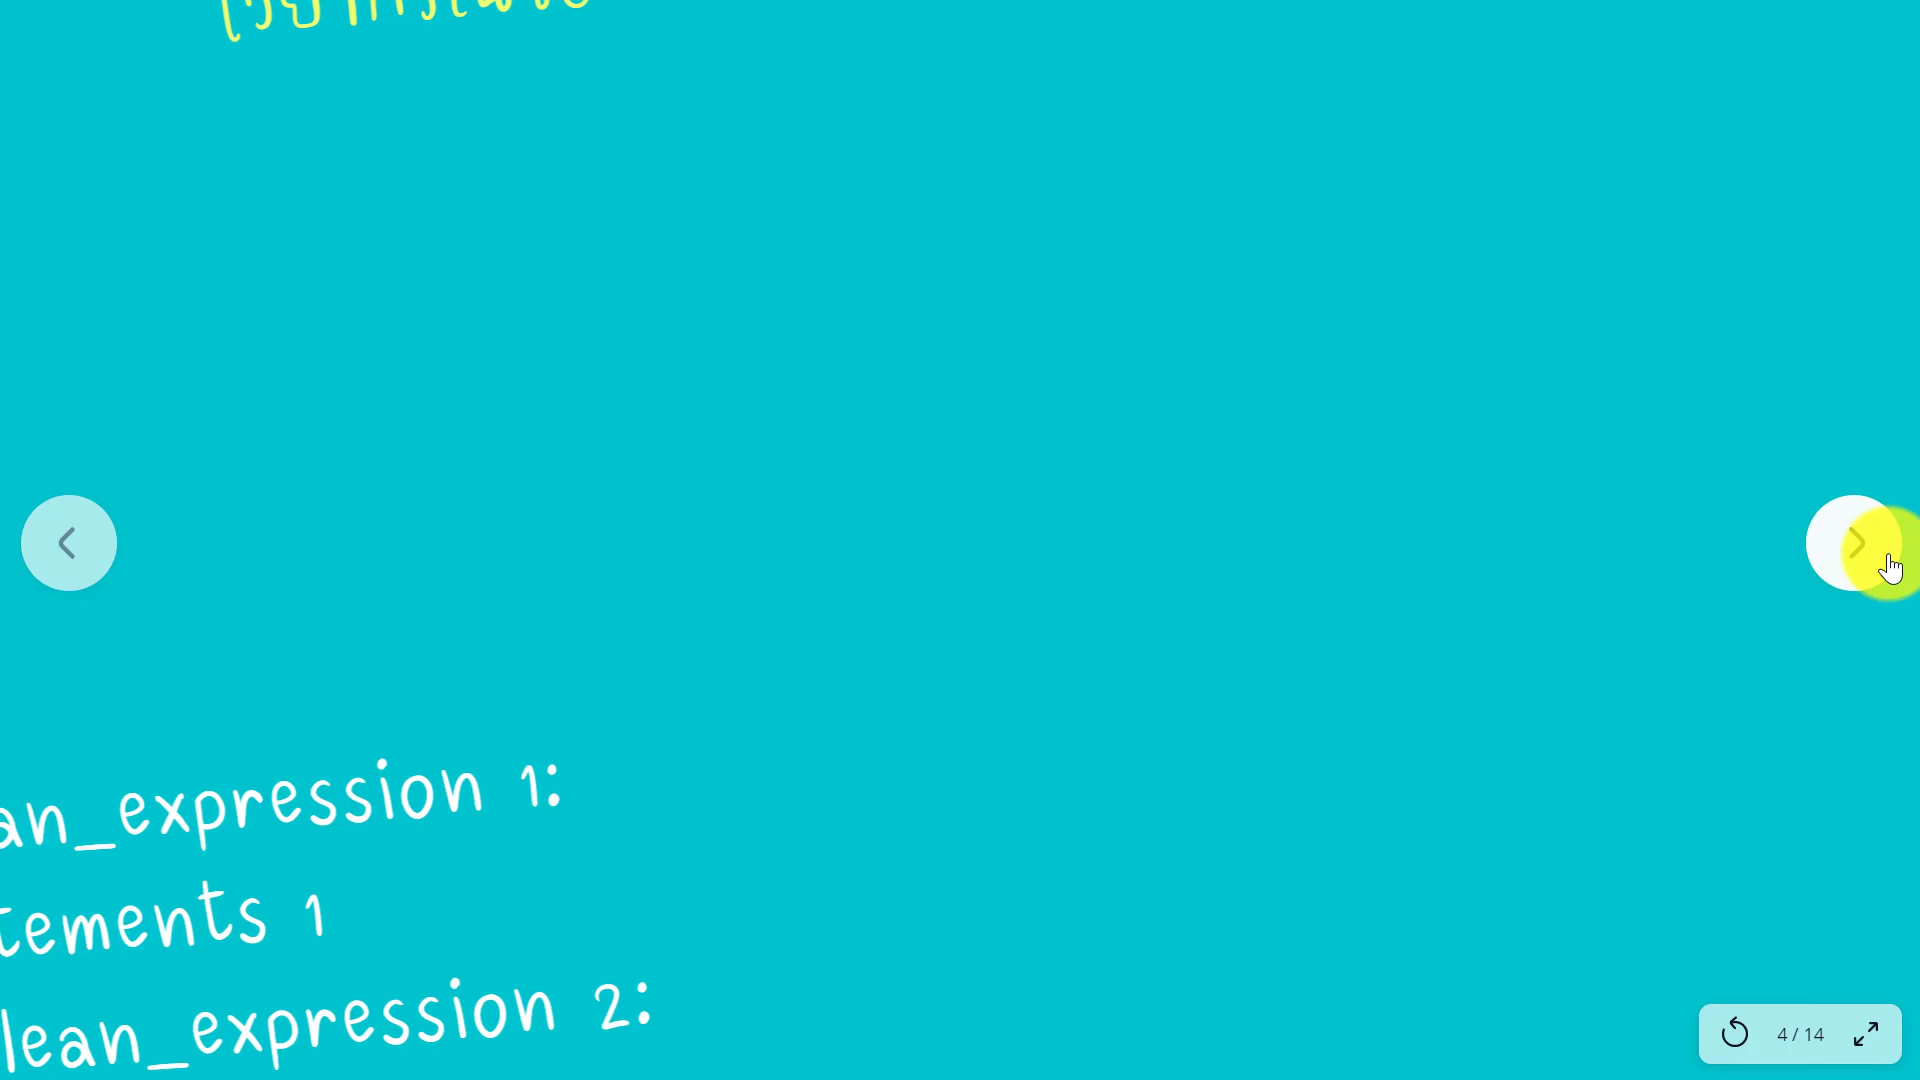 an_expression 1:
tements 1
lean_expression 2:
4 / 14